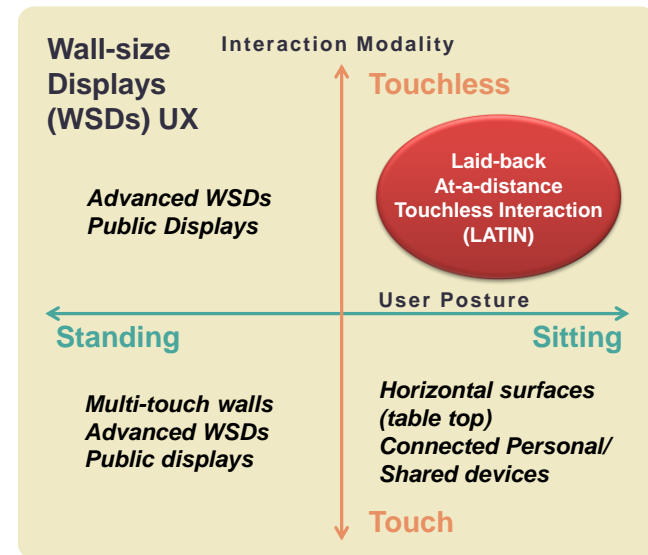 Wall-size
Displays
(WSDs) UX
Interaction Modality
Touchless
Laid-back
At-a-distance
Touchless Interaction
(LATIN)
Advanced WSDs
Public Displays
User Posture
Standing
Sitting
Multi-touch walls
Advanced WSDs
Public displays
Horizontal surfaces
(table top)
Connected Personal/
Shared devices
Touch